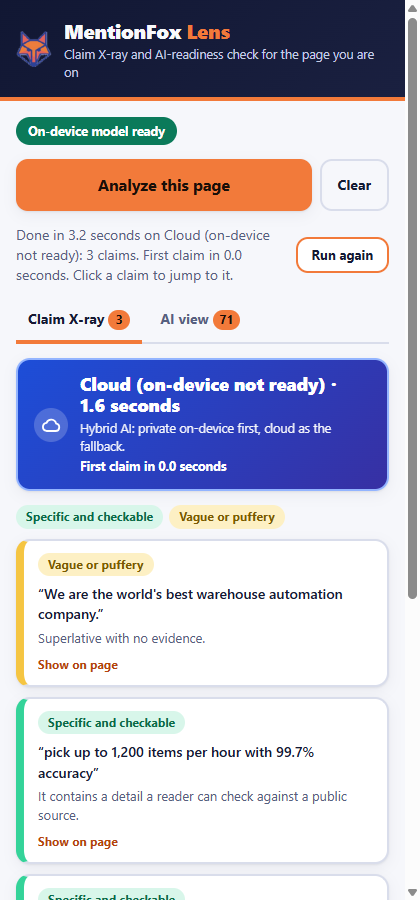 MentionFox Lens
Claim X-ray and AI-readiness check for the page you are
on
On-device model ready
Analyze this page
Clear
Done in 3.2 seconds on Cloud (on-device
not ready): 3 claims. First claim in 0.0
seconds. Click a claim to jump to it.
Run again
Claim X-ray 3
AI view 71
Cloud (on-device not ready) ·
1.6 seconds
Hybrid AI: private on-device first, cloud as the
fallback.
First claim in 0.0 seconds
Specific and checkable
Vague or puffery
Vague or puffery
“We are the world's best warehouse automation
company.”
Superlative with no evidence.
Show on page
Specific and checkable
“pick up to 1,200 items per hour with 99.7%
accuracy”
It contains a detail a reader can check against a public
source.
Show on page
Specific and checkable